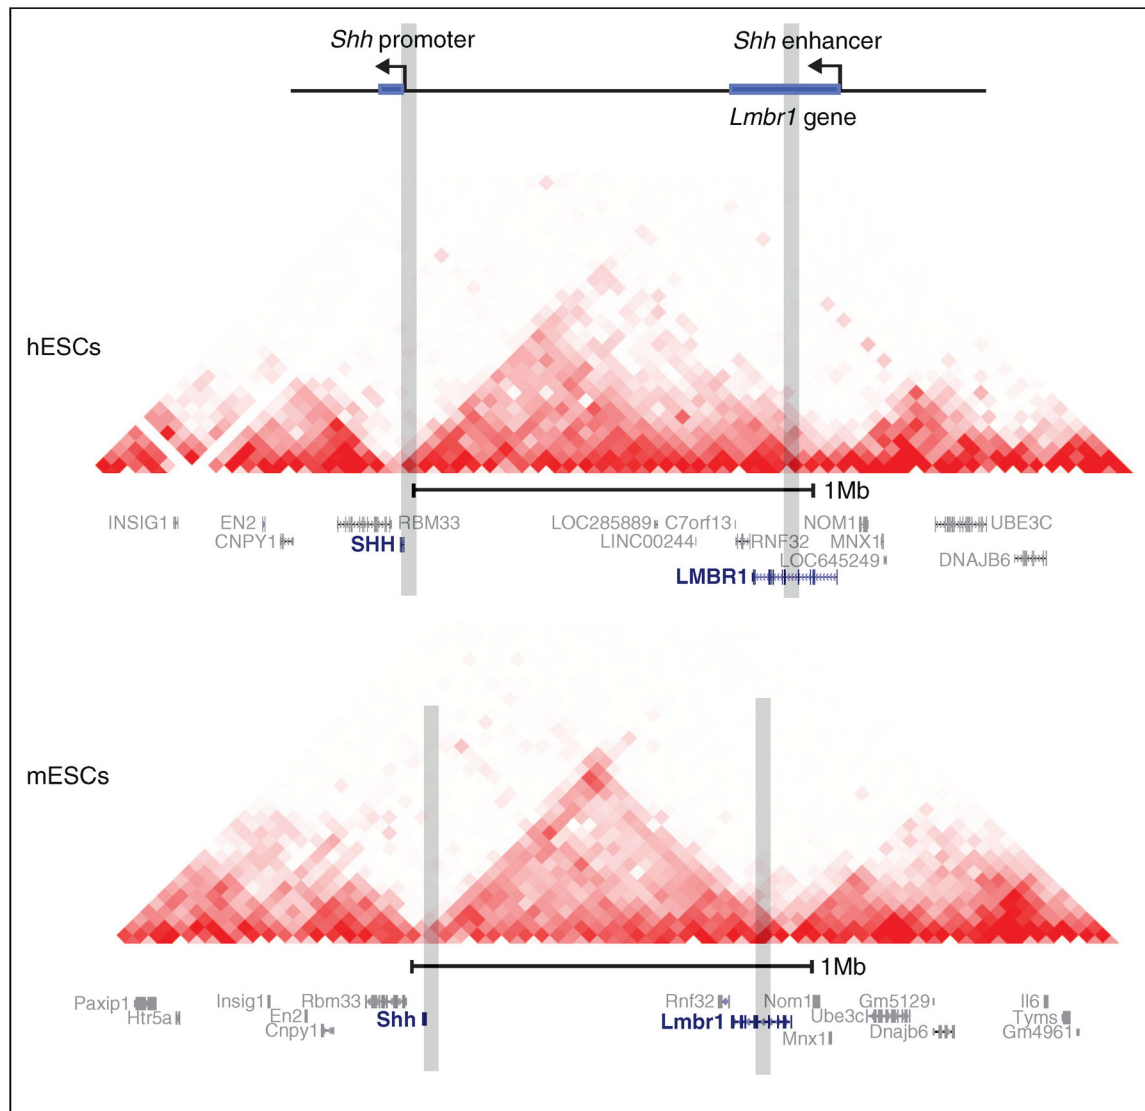 Shh promoter
Shh enhancer
Lmbr1 gene
hESCs
1Mb
INSIG1 EN2 RBM33 LOC285889 C7orf13 NOM1 UBE3C
CNPY1 SHH LINC00244 RNF32 MNX1
LOC645249 DNAJB6
LMBR1
mESCs
1Mb
Paxip1 Insig1 Rbm33 Rnf32 Nom1 Gm5129 Il6
Htr5a En2 Shh Lmbr1 Ube3c Tyms
Cnpy1 Mnx1 Dnajb6 Gm4961